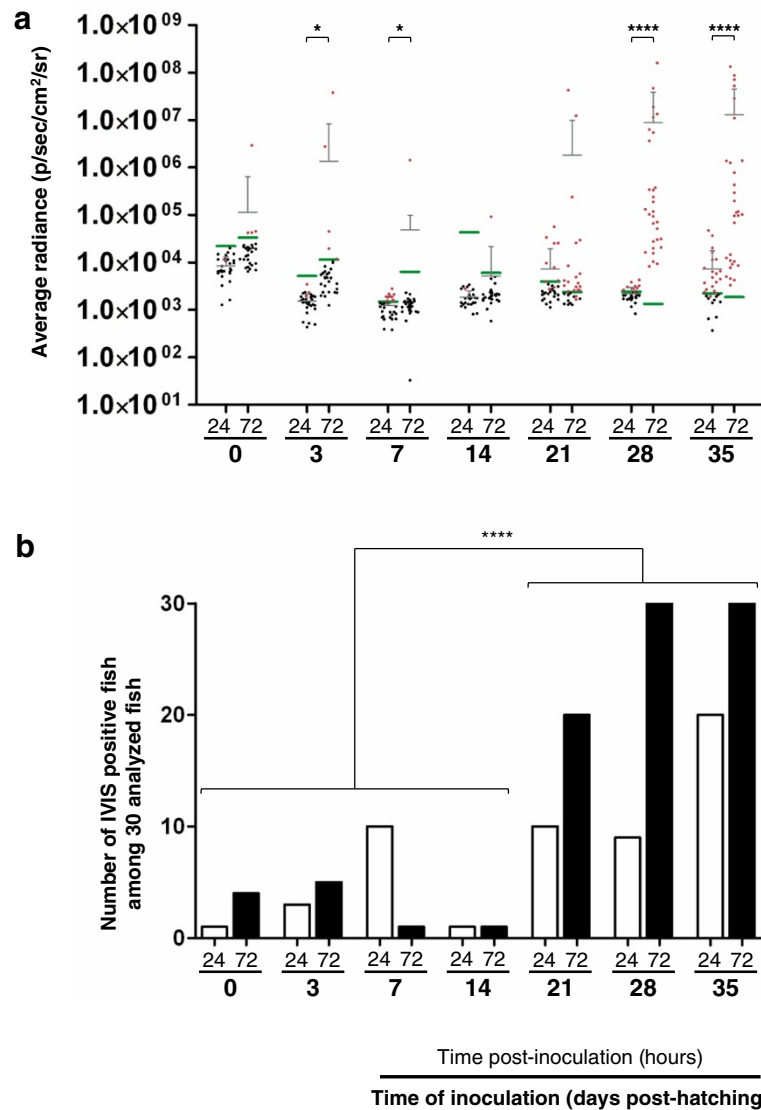 a
Average radiance (p/sec/cm²/sr)
1.0×10⁰⁹
1.0×10⁰⁸
1.0×10⁰⁷
1.0×10⁰⁶
1.0×10⁰⁵
1.0×10⁰⁴
1.0×10⁰³
1.0×10⁰²
1.0×10⁰¹
* * **** ****
24 72 24 72 24 72 24 72 24 72 24 72 24 72
0 3 7 14 21 28 35
b
****
Number of IVIS positive fish
among 30 analyzed fish
30
20
10
0
24 72 24 72 24 72 24 72 24 72 24 72 24 72
0 3 7 14 21 28 35
Time post-inoculation (hours)
Time of inoculation (days post-hatching